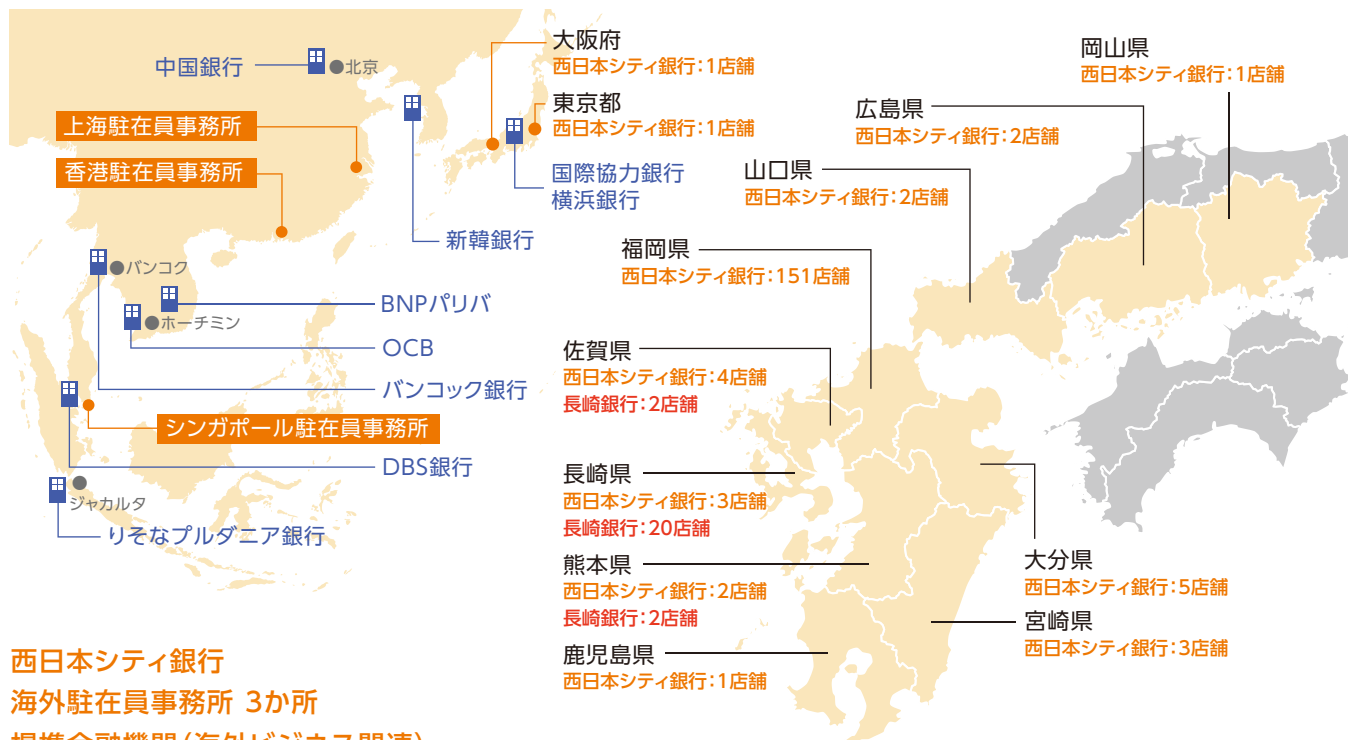 中国銀行
北京
上海駐在員事務所
香港駐在員事務所
大阪府
西日本シティ銀行:1店舗
東京都
西日本シティ銀行:1店舗
国際協力銀行
横浜銀行
新韓銀行
バンコク
BNPパリバ
ホーチミン
OCB
バンコック銀行
シンガポール駐在員事務所
DBS銀行
ジャカルタ
りそなプルダニア銀行
岡山県
西日本シティ銀行:1店舗
広島県
西日本シティ銀行:2店舗
山口県
西日本シティ銀行:2店舗
福岡県
西日本シティ銀行:151店舗
佐賀県
西日本シティ銀行:4店舗
長崎銀行:2店舗
長崎県
西日本シティ銀行:3店舗
長崎銀行:20店舗
熊本県
西日本シティ銀行:2店舗
長崎銀行:2店舗
鹿児島県
西日本シティ銀行:1店舗
大分県
西日本シティ銀行:5店舗
宮崎県
西日本シティ銀行:3店舗
西日本シティ銀行
海外駐在員事務所 3か所
提携金融機関(海外ビジネス関連)